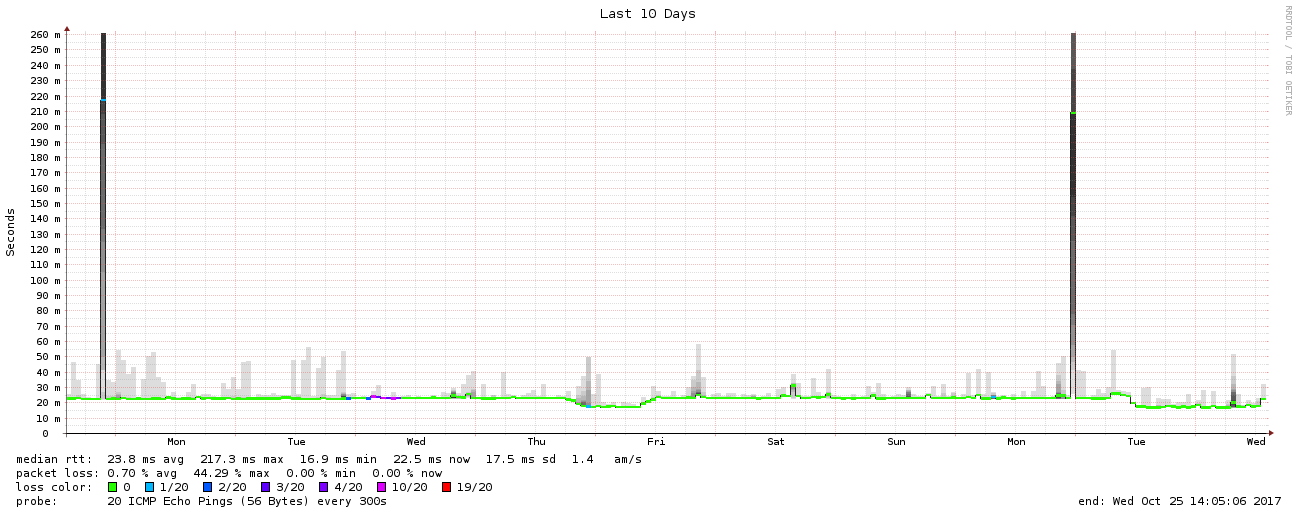 Last 10 Days
RRDTOOL / TOBI OETIKER
Seconds
260 m
250 m
240 m
230 m
220 m
210 m
200 m
190 m
180 m
170 m
160 m
150 m
140 m
130 m
120 m
110 m
100 m
90 m
80 m
70 m
60 m
50 m
40 m
30 m
20 m
10 m
0
Mon Tue Wed Thu Fri Sat Sun Mon Tue Wed
median rtt: 23.8 ms avg 217.3 ms max 16.9 ms min 22.5 ms now 17.5 ms sd 1.4 am/s
packet loss: 0.70 % avg 44.29 % max 0.00 % min 0.00 % now
loss color: 0 1/20 2/20 3/20 4/20 10/20 19/20
probe: 20 ICMP Echo Pings (56 Bytes) every 300s end: Wed Oct 25 14:05:06 2017